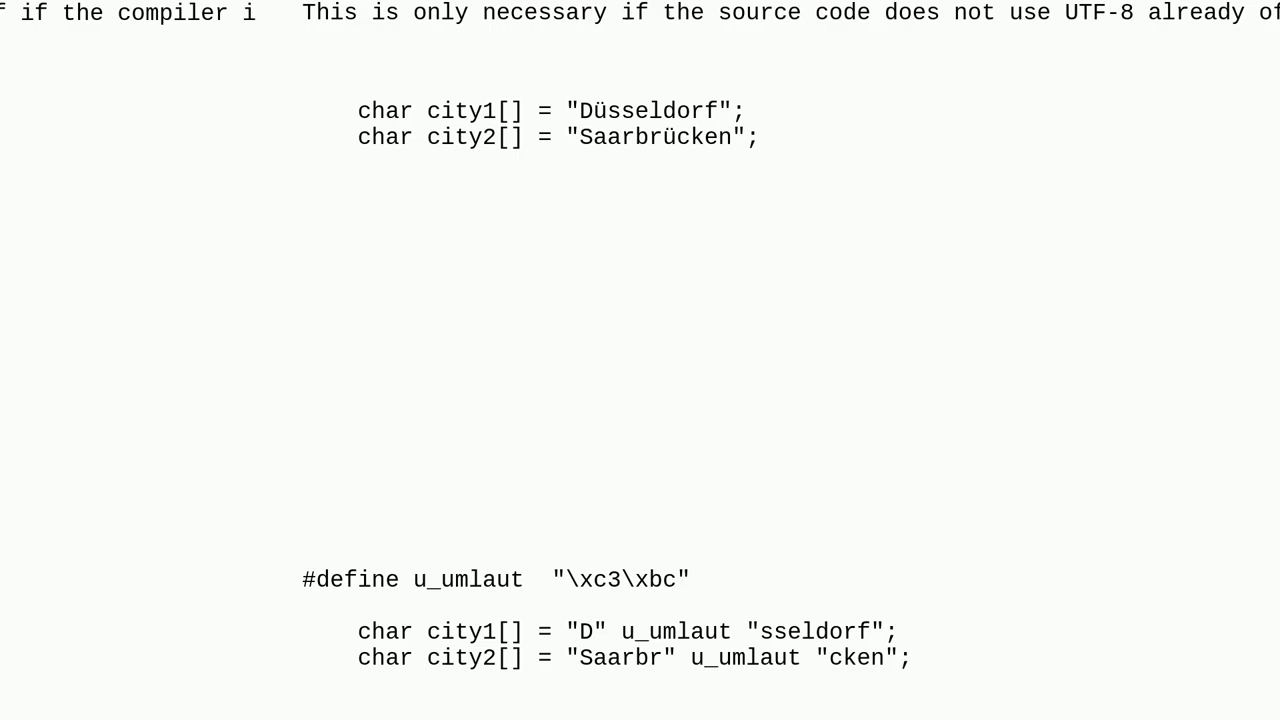 f if the compiler i This is only necessary if the source code does not use UTF-8 already of
char city1[] = "Düsseldorf";
char city2[] = "Saarbrücken";
#define u_umlaut "\xc3\xbc"
char city1[] = "D" u_umlaut "sseldorf";
char city2[] = "Saarbr" u_umlaut "cken";